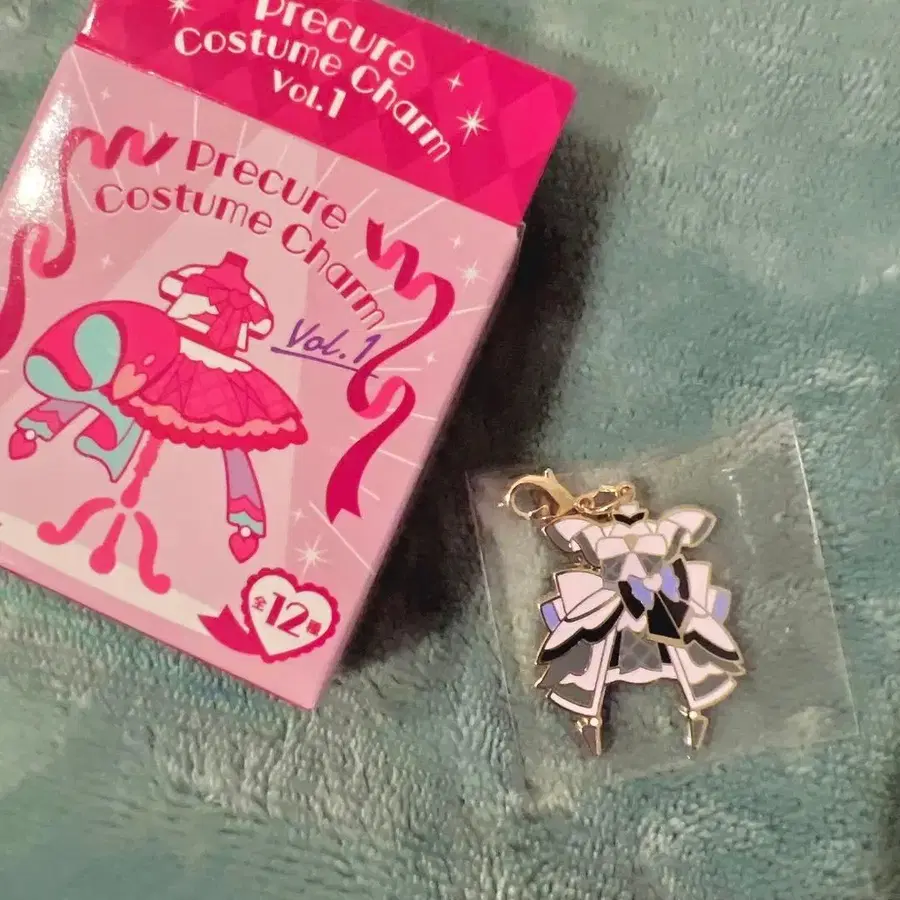 Precure
Costume Charm
Vol.1
Precure
Costume Charm
Vol.1
全12種